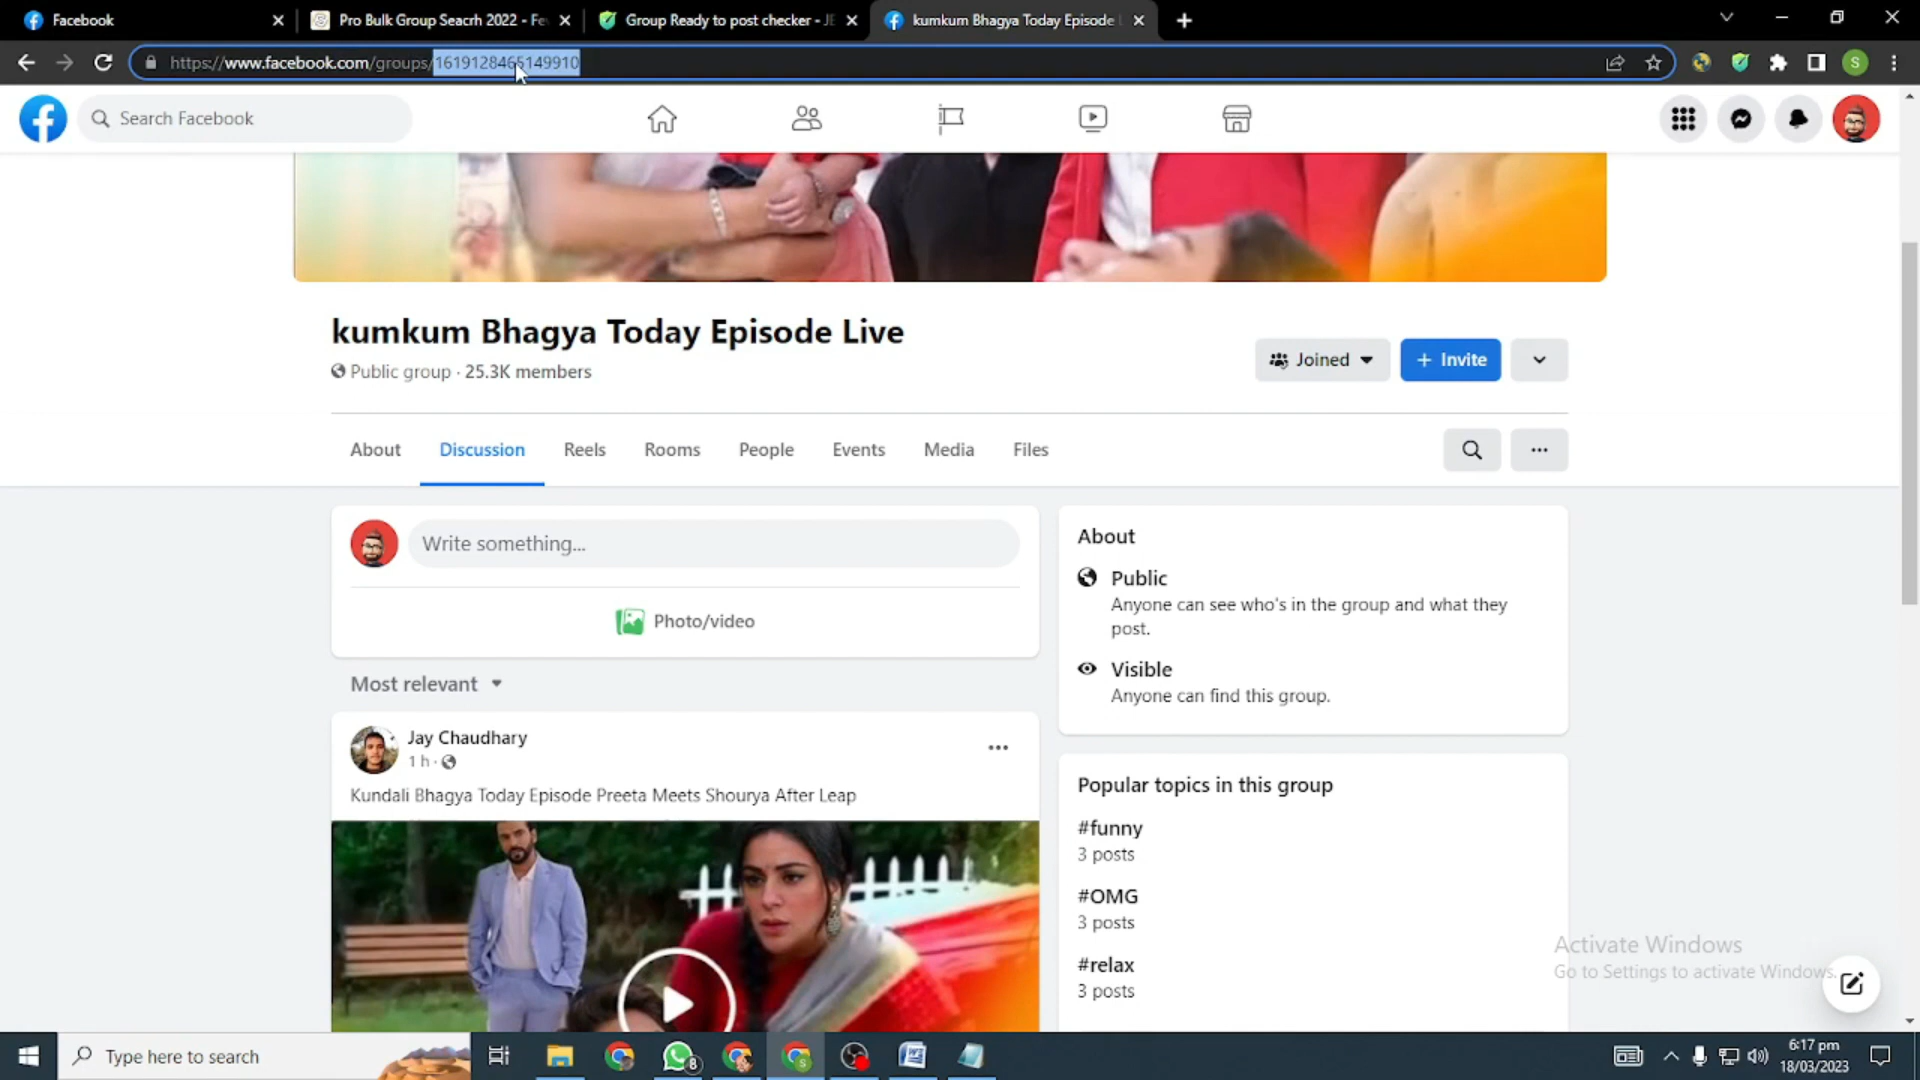 Facebook
Pro Bulk Group Seacrh 2022 - Fe
Group Ready to post checker - JE
kumkum Bhagya Today Episode
https://www.facebook.com/groups/1619128465149910
S
Search Facebook
kumkum Bhagya Today Episode Live
Public group · 25.3K members
Joined
+ Invite
About
Discussion
Reels
Rooms
People
Events
Media
Files
Write something...
Photo/video
Most relevant
Jay Chaudhary
1 h ·
Kundali Bhagya Today Episode Preeta Meets Shourya After Leap
About
Public
Anyone can see who's in the group and what they
post.
Visible
Anyone can find this group.
Popular topics in this group
#funny
3 posts
#OMG
3 posts
#relax
3 posts
Activate Windows
Go to Settings to activate Windows.
Type here to search
8
S
6:17 pm
18/03/2023